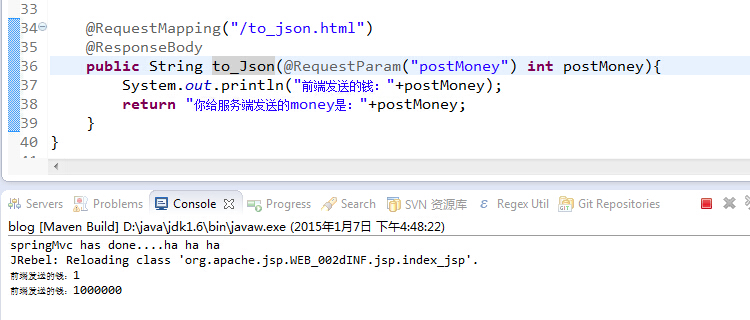 33
34 @RequestMapping("/to_json.html")
35 @ResponseBody
36 public String to_Json(@RequestParam("postMoney") int postMoney){
37 System.out.println("前端发送的钱："+postMoney);
38 return "你给服务端发送的money是："+postMoney;
39 }
40 }
41
Servers Problems Console Progress Search SVN 资源库 Regex Util Git Repositories
blog [Maven Build] D:\java\jdk1.6\bin\javaw.exe (2015年1月7日 下午4:48:22)
springMvc has done....ha ha ha
JRebel: Reloading class 'org.apache.jsp.WEB_002dINF.jsp.index_jsp'.
前端发送的钱：1
前端发送的钱：1000000